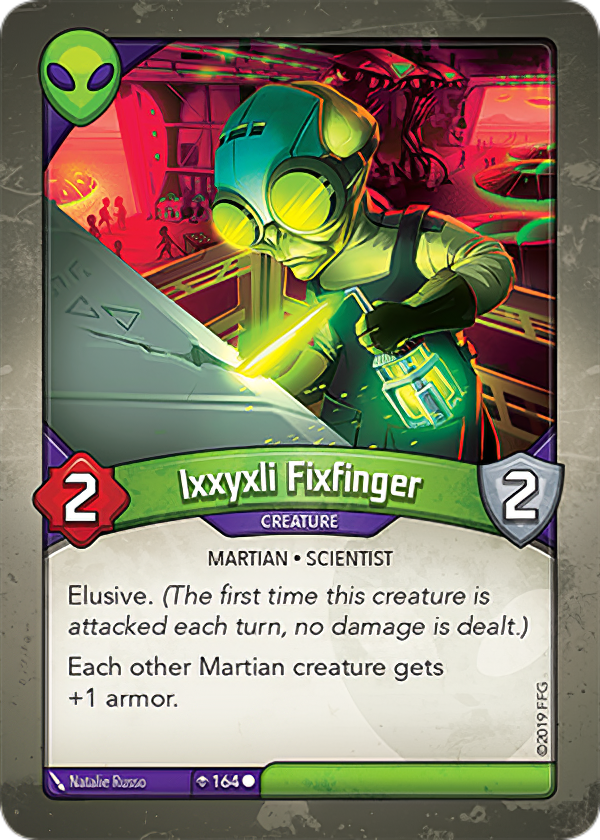 Ixxyxli Fixfinger
2
2
CREATURE
MARTIAN • SCIENTIST
Elusive. (The first time this creature is
attacked each turn, no damage is dealt.)
Each other Martian creature gets
+1 armor.
©2019 FFG
Natalie Russo
164